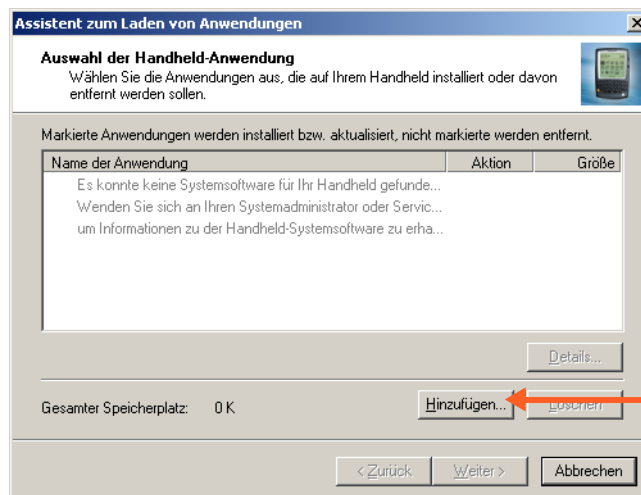 Assistent zum Laden von Anwendungen
Auswahl der Handheld-Anwendung
Wählen Sie die Anwendungen aus, die auf Ihrem Handheld installiert oder davon
entfernt werden sollen.
Markierte Anwendungen werden installiert bzw. aktualisiert, nicht markierte werden entfernt.
Name der Anwendung Aktion Größe
Es konnte keine Systemsoftware für Ihr Handheld gefunde...
Wenden Sie sich an Ihren Systemadministrator oder Servic...
um Informationen zu der Handheld-Systemsoftware zu erha...
Details...
Gesamter Speicherplatz: 0 K Hinzufügen... Löschen
< Zurück Weiter > Abbrechen